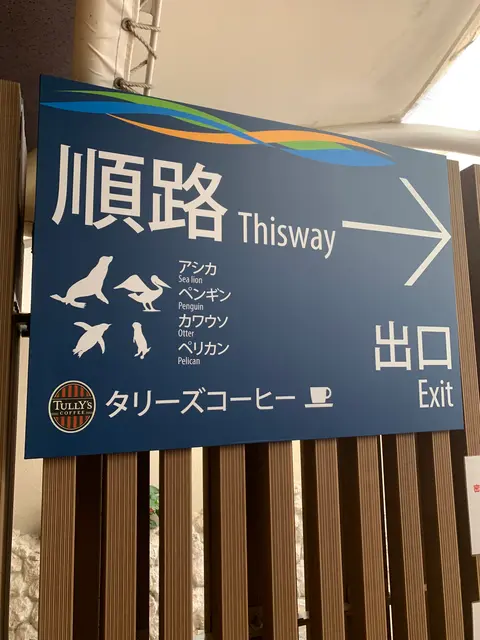 順路 Thisway
アシカ
Sea lion
ペンギン
Penguin
カワウソ
Otter
ペリカン
Pelican
出口
Exit
TULLY'S
COFFEE
タリーズコーヒー
密